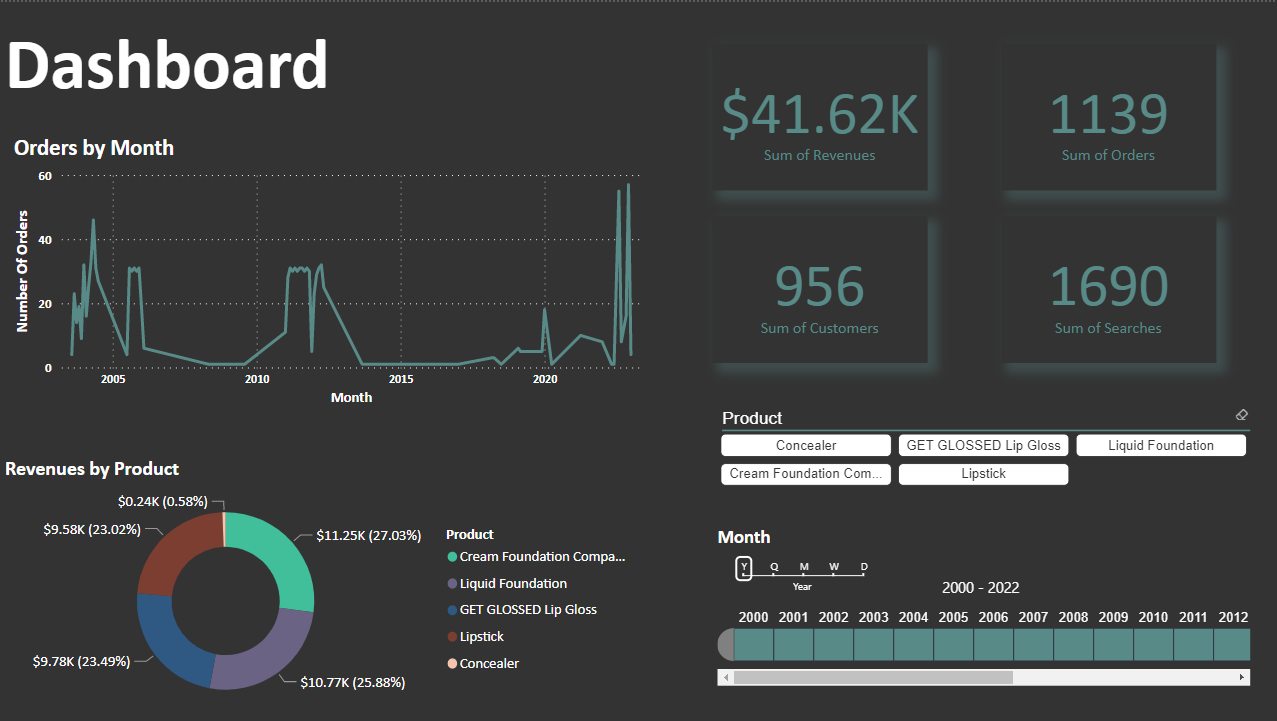 Dashboard
Orders by Month
60
40
20
0
Number Of Orders
2005 2010 2015 2020
Month
$41.62K
Sum of Revenues
1139
Sum of Orders
956
Sum of Customers
1690
Sum of Searches
Product
Concealer GET GLOSSED Lip Gloss Liquid Foundation
Cream Foundation Com... Lipstick
Revenues by Product
$0.24K (0.58%)
$9.58K (23.02%)
$11.25K (27.03%)
$9.78K (23.49%)
$10.77K (25.88%)
Product
Cream Foundation Compa...
Liquid Foundation
GET GLOSSED Lip Gloss
Lipstick
Concealer
Month
Y Q M W D
Year
2000 - 2022
2000 2001 2002 2003 2004 2005 2006 2007 2008 2009 2010 2011 2012